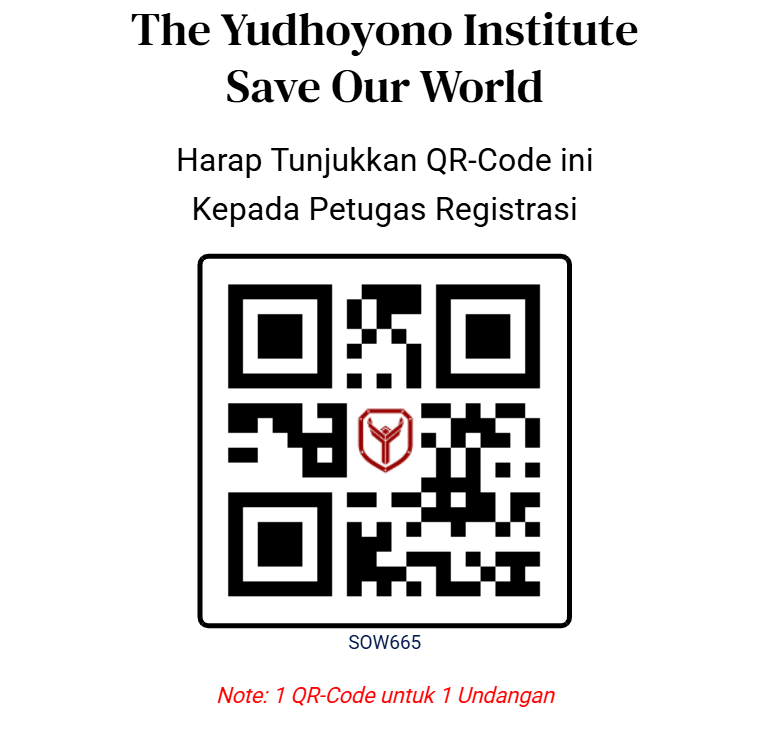 The Yudhoyono Institute
Save Our World
Harap Tunjukkan QR-Code ini
Kepada Petugas Registrasi
SOW665
Note: 1 QR-Code untuk 1 Undangan